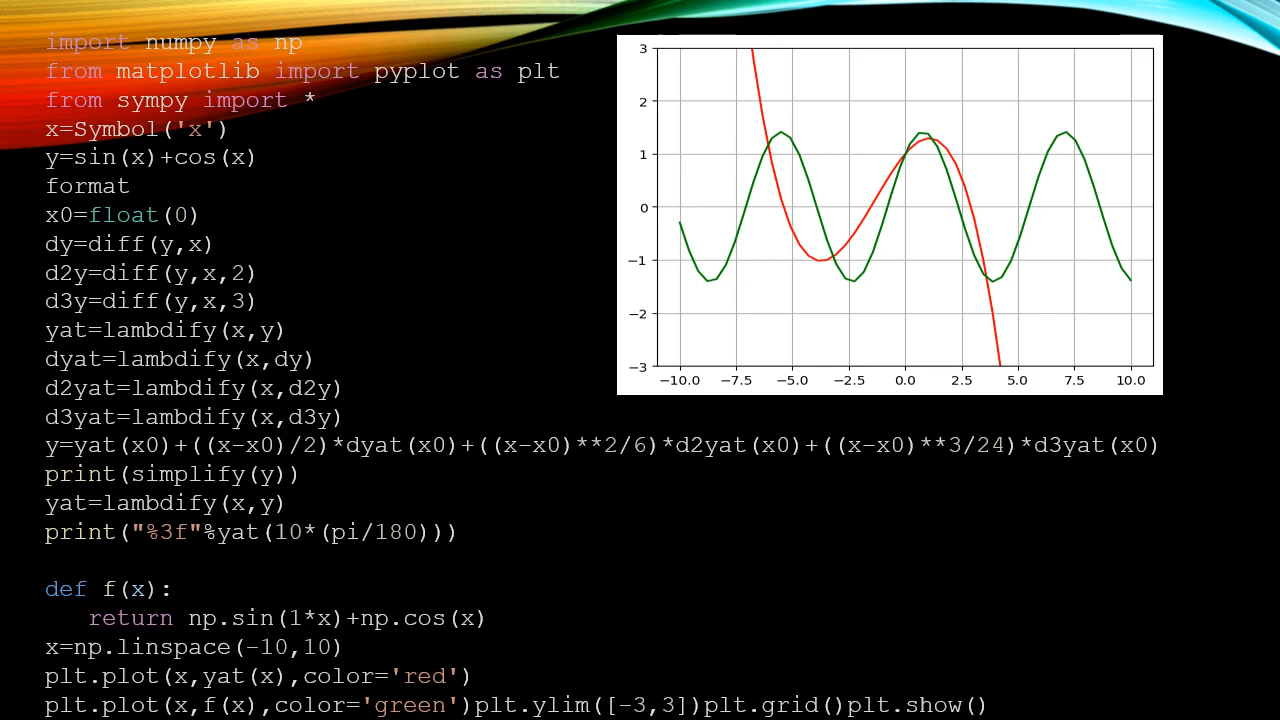 import numpy as np
from matplotlib import pyplot as plt
from sympy import *
x=Symbol('x')
y=sin(x)+cos(x)
format
x0=float(0)
dy=diff(y,x)
d2y=diff(y,x,2)
d3y=diff(y,x,3)
yat=lambdify(x,y)
dyat=lambdify(x,dy)
d2yat=lambdify(x,d2y)
d3yat=lambdify(x,d3y)
y=yat(x0)+((x-x0)/2)*dyat(x0)+((x-x0)**2/6)*d2yat(x0)+((x-x0)**3/24)*d3yat(x0)
print(simplify(y))
yat=lambdify(x,y)
print("%3f"%yat(10*(pi/180)))
def f(x):
   return np.sin(1*x)+np.cos(x)
x=np.linspace(-10,10)
plt.plot(x,yat(x),color='red')
plt.plot(x,f(x),color='green')plt.ylim([-3,3])plt.grid()plt.show()
3
2
1
0
−1
−2
−3
−10.0 −7.5 −5.0 −2.5 0.0 2.5 5.0 7.5 10.0